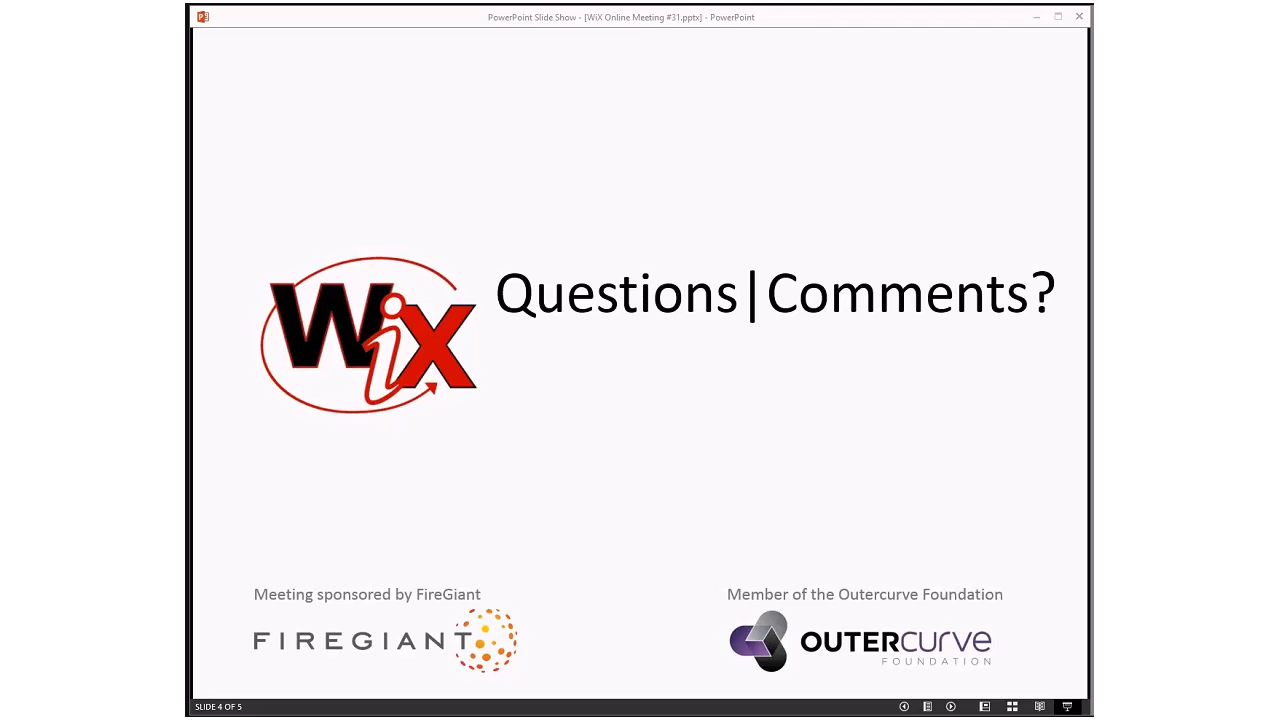 PowerPoint Slide Show - [WiX Online Meeting #31.pptx] - PowerPoint
WiX
Questions|Comments?
Meeting sponsored by FireGiant
FIREGIANT
Member of the Outercurve Foundation
OUTERCURVE
FOUNDATION
SLIDE 4 OF 5